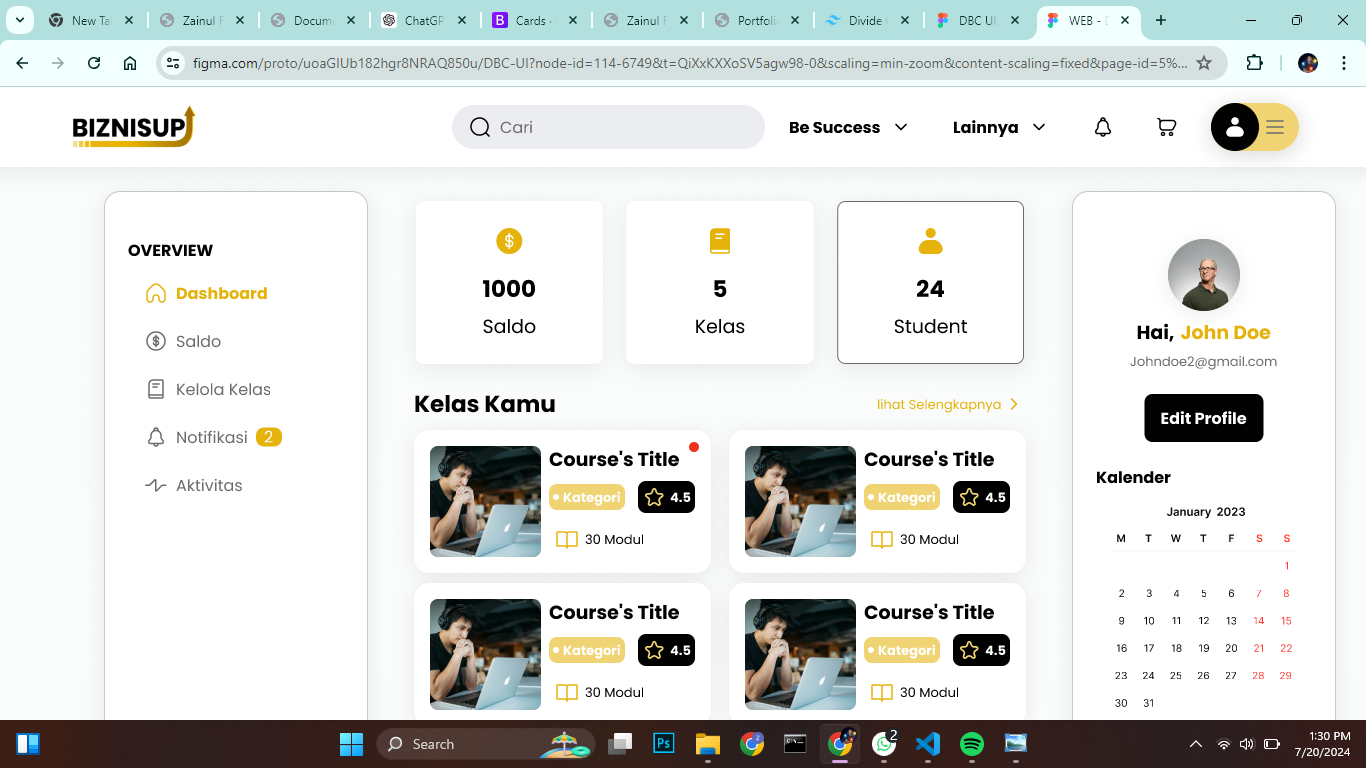 New Ta
Zainul F
Docume
ChatGP
Cards ·
Zainul F
Portfoli
Divide
DBC UI
WEB - D
figma.com/proto/uoaGlUb182hgr8NRAQ850u/DBC-UI?node-id=114-6749&t=QiXxKXXoSV5agw98-0&scaling=min-zoom&content-scaling=fixed&page-id=5%...
BIZNISUP
Cari
Be Success
Lainnya
OVERVIEW
Dashboard
Saldo
Kelola Kelas
Notifikasi 2
Aktivitas
1000
Saldo
5
Kelas
24
Student
Kelas Kamu
lihat Selengkapnya
Course's Title
Kategori 4.5
30 Modul
Course's Title
Kategori 4.5
30 Modul
Course's Title
Kategori 4.5
30 Modul
Course's Title
Kategori 4.5
30 Modul
Hai, John Doe
Johndoe2@gmail.com
Edit Profile
Kalender
January 2023
M T W T F S S
1
2 3 4 5 6 7 8
9 10 11 12 13 14 15
16 17 18 19 20 21 22
23 24 25 26 27 28 29
30 31
Search
Ps
2
1:30 PM
7/20/2024